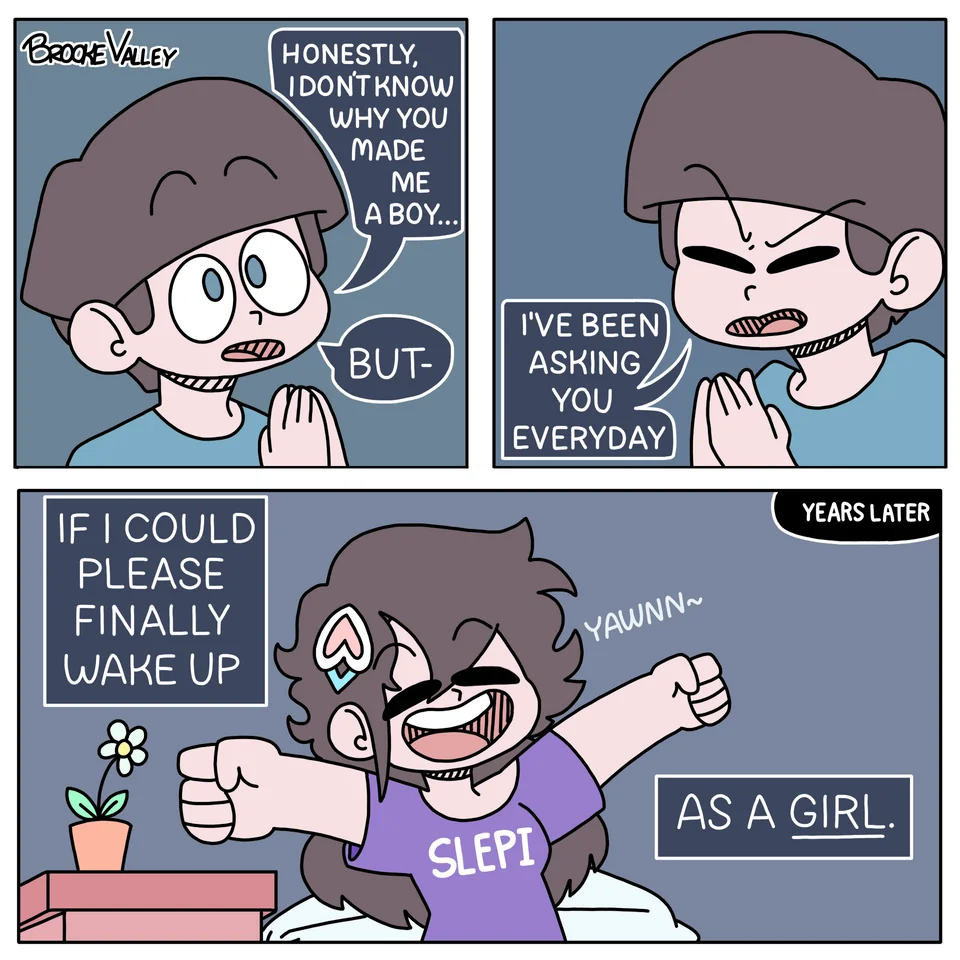 BROOKE VALLEY
HONESTLY,
I DON'T KNOW
WHY YOU
MADE
ME
A BOY...
BUT-
I'VE BEEN
ASKING
YOU
EVERYDAY
YEARS LATER
IF I COULD
PLEASE
FINALLY
WAKE UP
YAWNN~
SLEPI
AS A GIRL.